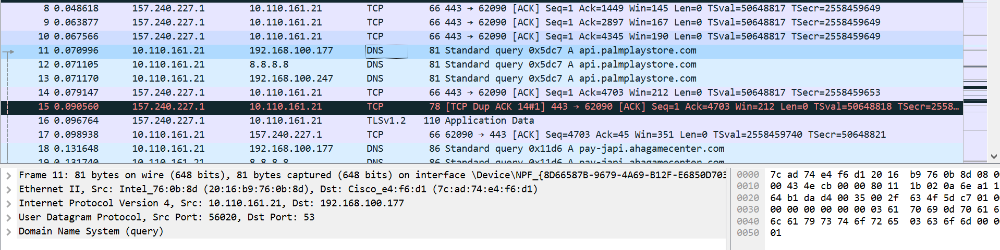 8 0.048618 157.240.227.1 10.110.161.21 TCP 66 443 → 62090 [ACK] Seq=1 Ack=1449 Win=145 Len=0 TSval=50648817 TSecr=2558459649
9 0.063877 157.240.227.1 10.110.161.21 TCP 66 443 → 62090 [ACK] Seq=1 Ack=2897 Win=167 Len=0 TSval=50648817 TSecr=2558459649
10 0.067566 157.240.227.1 10.110.161.21 TCP 66 443 → 62090 [ACK] Seq=1 Ack=4345 Win=190 Len=0 TSval=50648817 TSecr=2558459649
11 0.070996 10.110.161.21 192.168.100.177 DNS 81 Standard query 0x5dc7 A api.palmplaystore.com
12 0.071105 10.110.161.21 8.8.8.8 DNS 81 Standard query 0x5dc7 A api.palmplaystore.com
13 0.071170 10.110.161.21 192.168.100.247 DNS 81 Standard query 0x5dc7 A api.palmplaystore.com
14 0.079147 157.240.227.1 10.110.161.21 TCP 66 443 → 62090 [ACK] Seq=1 Ack=4703 Win=212 Len=0 TSval=50648817 TSecr=2558459653
15 0.090560 157.240.227.1 10.110.161.21 TCP 78 [TCP Dup ACK 14#1] 443 → 62090 [ACK] Seq=1 Ack=4703 Win=212 Len=0 TSval=50648818 TSecr=2558…
16 0.096764 157.240.227.1 10.110.161.21 TLSv1.2 110 Application Data
17 0.098938 10.110.161.21 157.240.227.1 TCP 66 62090 → 443 [ACK] Seq=4703 Ack=45 Win=351 Len=0 TSval=2558459740 TSecr=50648821
18 0.131648 10.110.161.21 192.168.100.177 DNS 86 Standard query 0x11d6 A pay-japi.ahagamecenter.com
19 0.131740 10.110.161.21 8.8.8.8 DNS 86 Standard query 0x11d6 A pay-japi.ahagamecenter.com
Frame 11: 81 bytes on wire (648 bits), 81 bytes captured (648 bits) on interface \Device\NPF_{8D66587B-9679-4A69-B12F-E6850D703
Ethernet II, Src: Intel_76:0b:8d (20:16:b9:76:0b:8d), Dst: Cisco_e4:f6:d1 (7c:ad:74:e4:f6:d1)
Internet Protocol Version 4, Src: 10.110.161.21, Dst: 192.168.100.177
User Datagram Protocol, Src Port: 56020, Dst Port: 53
Domain Name System (query)
0000 7c ad 74 e4 f6 d1 20 16 b9 76 0b 8d 08 0
0010 00 43 4e cb 00 00 80 11 1b 02 0a 6e a1 1
0020 64 b1 da d4 00 35 00 2f 63 4f 5d c7 01 0
0030 00 00 00 00 00 00 03 61 70 69 0d 70 61 6
0040 6c 61 79 73 74 6f 72 65 03 63 6f 6d 00 0
0050 01